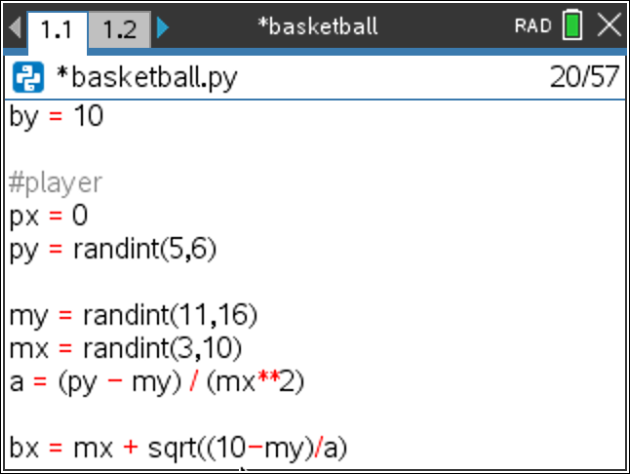 1.1 1.2 *basketball RAD
*basketball.py 20/57
by = 10
#player
px = 0
py = randint(5,6)
my = randint(11,16)
mx = randint(3,10)
a = (py - my) / (mx**2)
bx = mx + sqrt((10-my)/a)